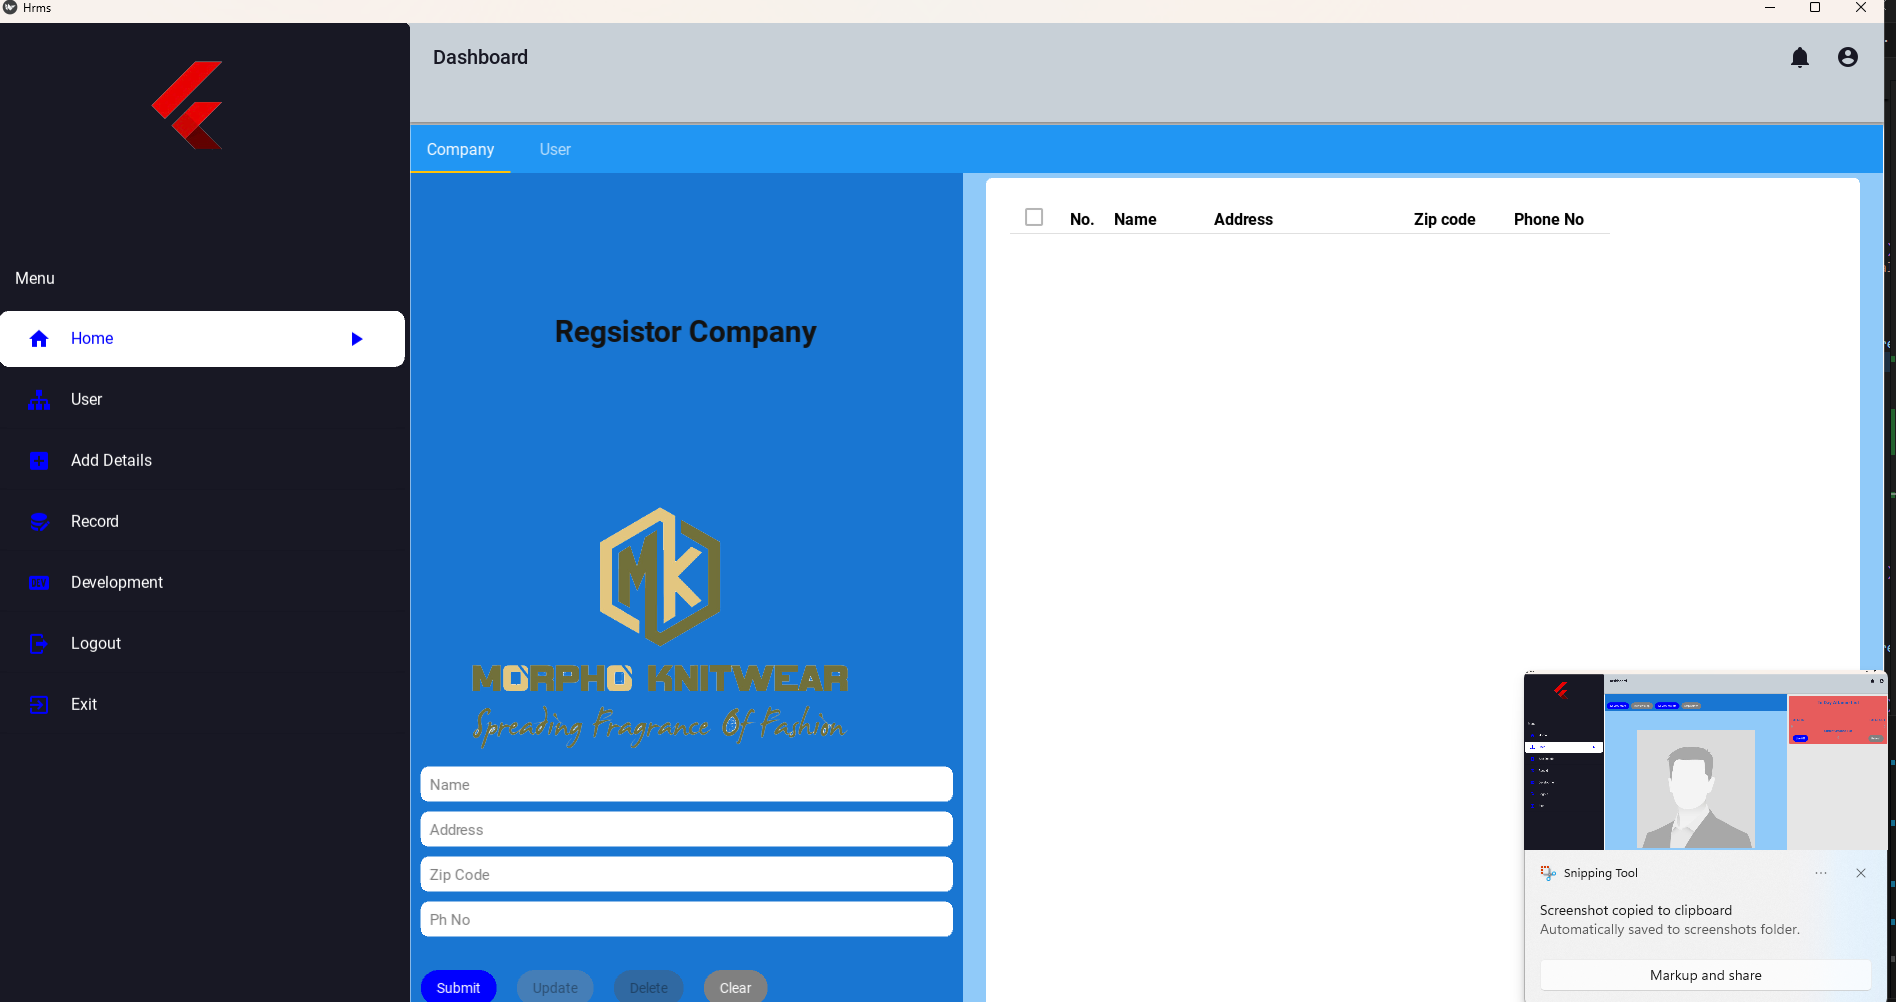 Hrms
Dashboard
Company User
No. Name Address Zip code Phone No
Menu
Home
User
Add Details
Record
Development
Logout
Exit
Regsistor Company
MK
MORPHO KNITWEAR
Spreading Fragrance Of Fashion
Name
Address
Zip Code
Ph No
Submit Update Delete Clear
Snipping Tool
Screenshot copied to clipboard
Automatically saved to screenshots folder.
Markup and share